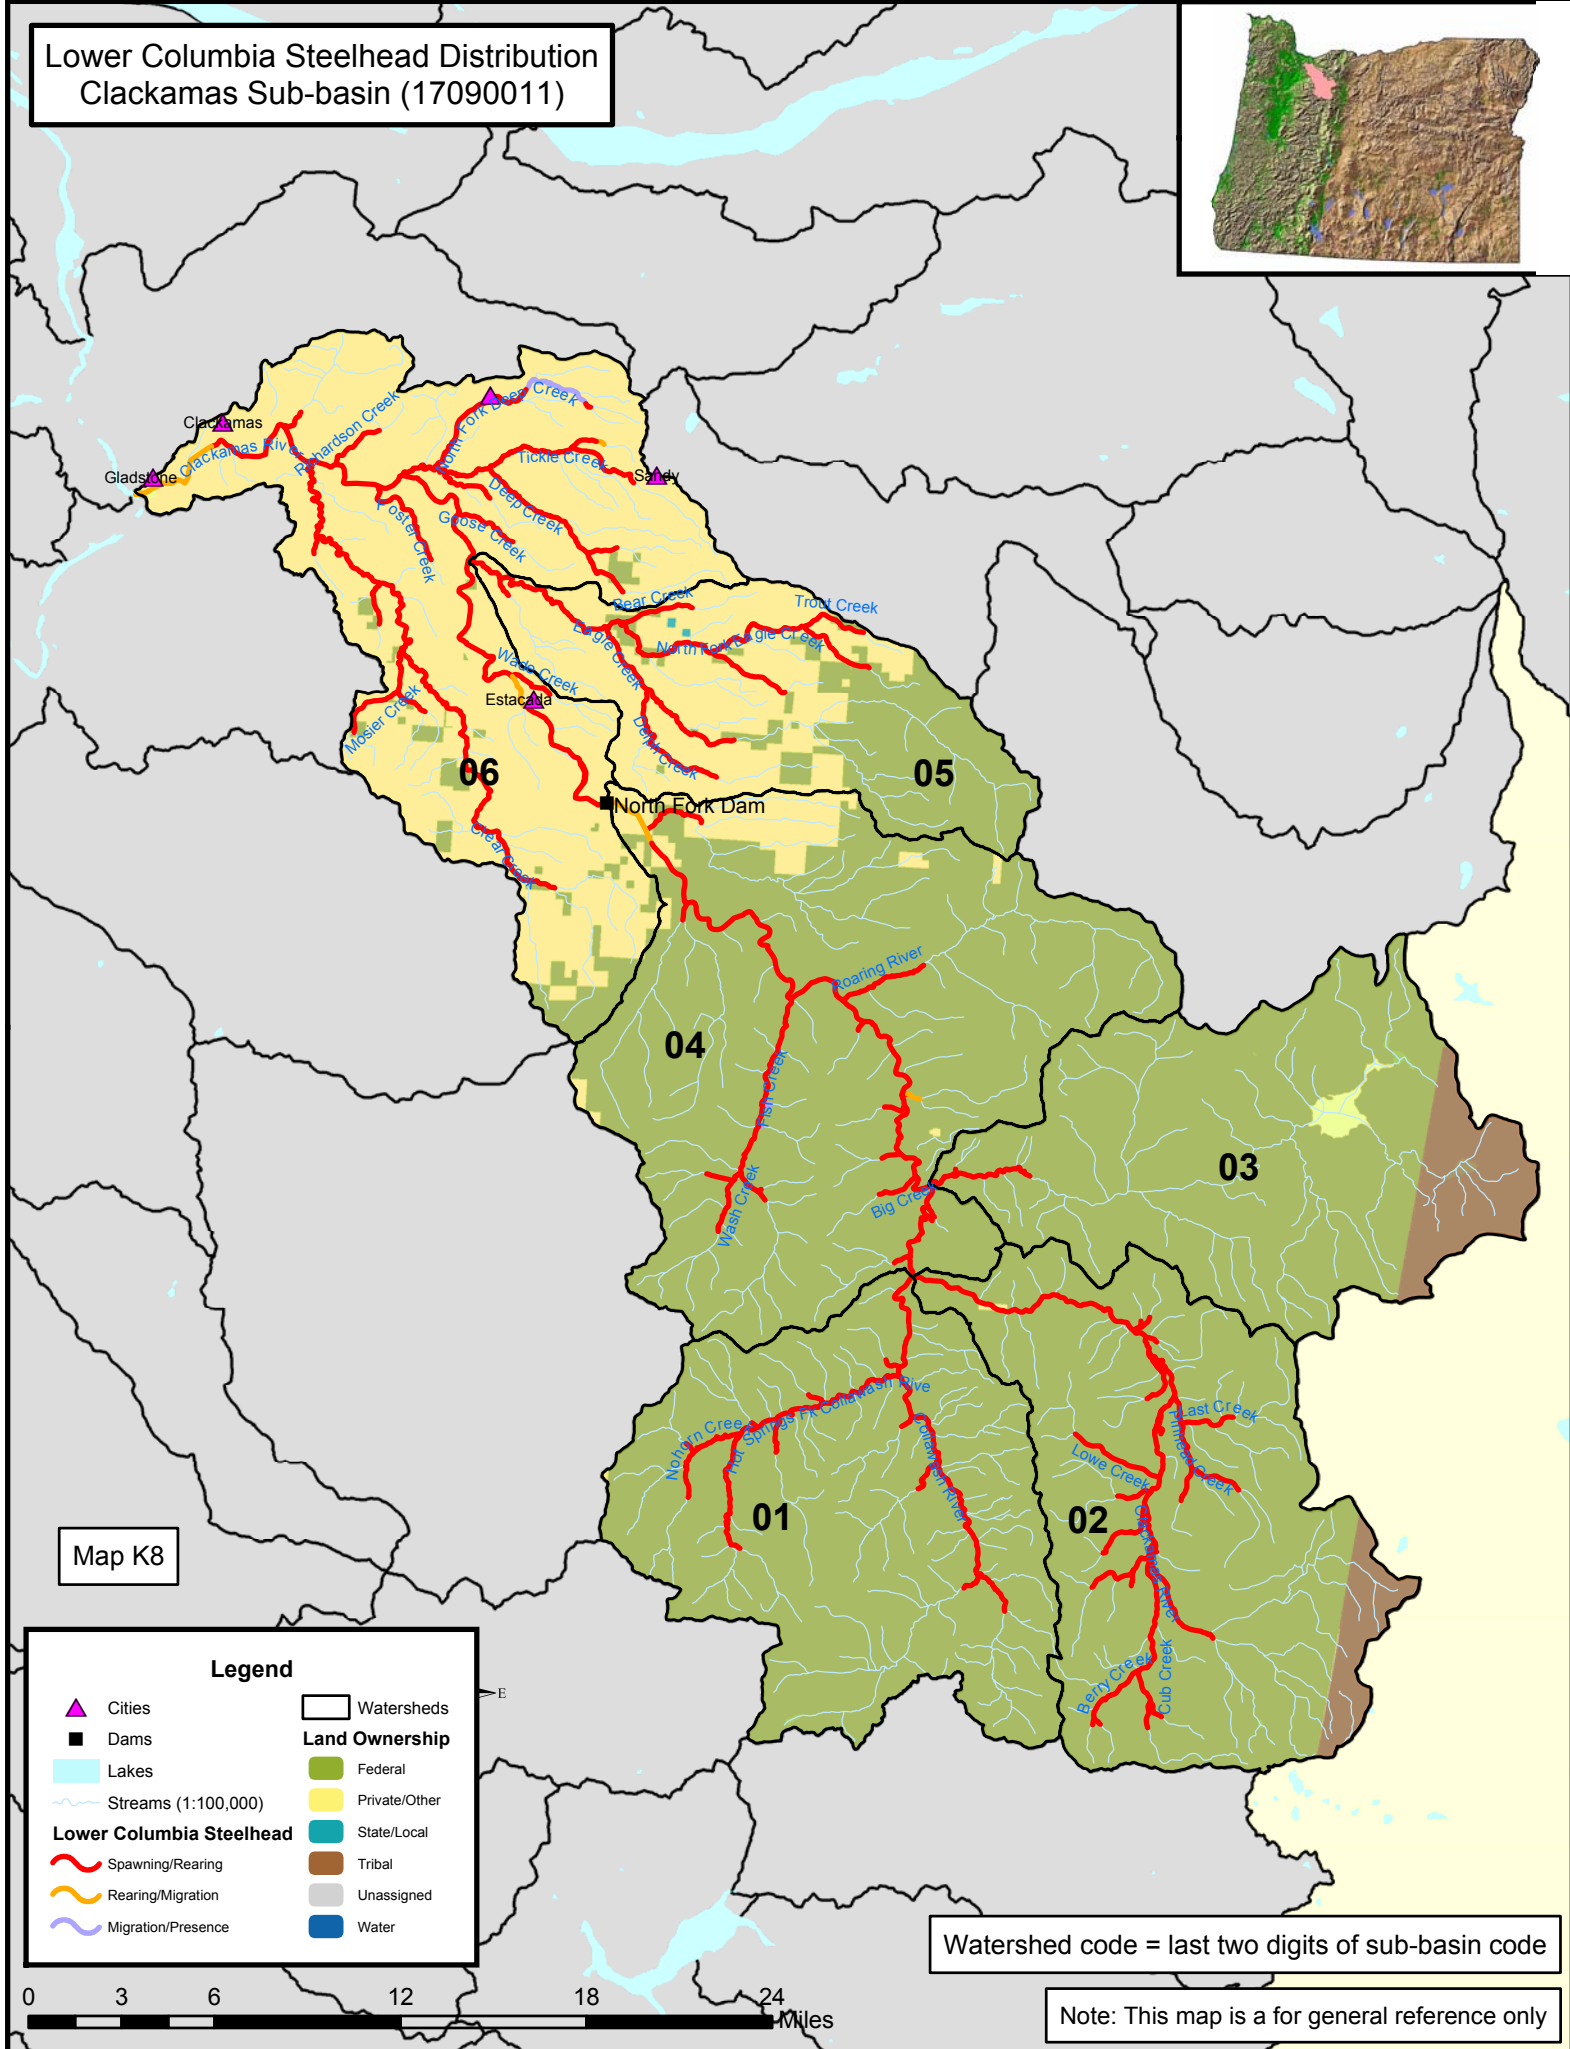 Lower Columbia Steelhead Distribution
Clackamas Sub-basin (17090011)
Clackamas
Gladstone
Clackamas River
Richardson Creek
North Fork Deep Creek
Tickle Creek
Sandy
Deep Creek
Foster Creek
Goose Creek
Bear Creek
Trout Creek
Eagle Creek
North Fork Eagle Creek
Wade Creek
Estacada
Mosier Creek
Delph Creek
06
05
North Fork Dam
Clear Creek
Roaring River
04
Fish Creek
03
Wash Creek
Big Creek
Hot Springs Fk Collawash Rive
Nohorn Creek
Collawash River
Last Creek
Pinhead Creek
Lowe Creek
01
02
Clackamas River
Berry Creek
Cub Creek
Map K8
E
Legend
Cities
Dams
Lakes
Streams (1:100,000)
Lower Columbia Steelhead
Spawning/Rearing
Rearing/Migration
Migration/Presence
Watersheds
Land Ownership
Federal
Private/Other
State/Local
Tribal
Unassigned
Water
0 3 6 12 18 24
Miles
Watershed code = last two digits of sub-basin code
Note: This map is a for general reference only